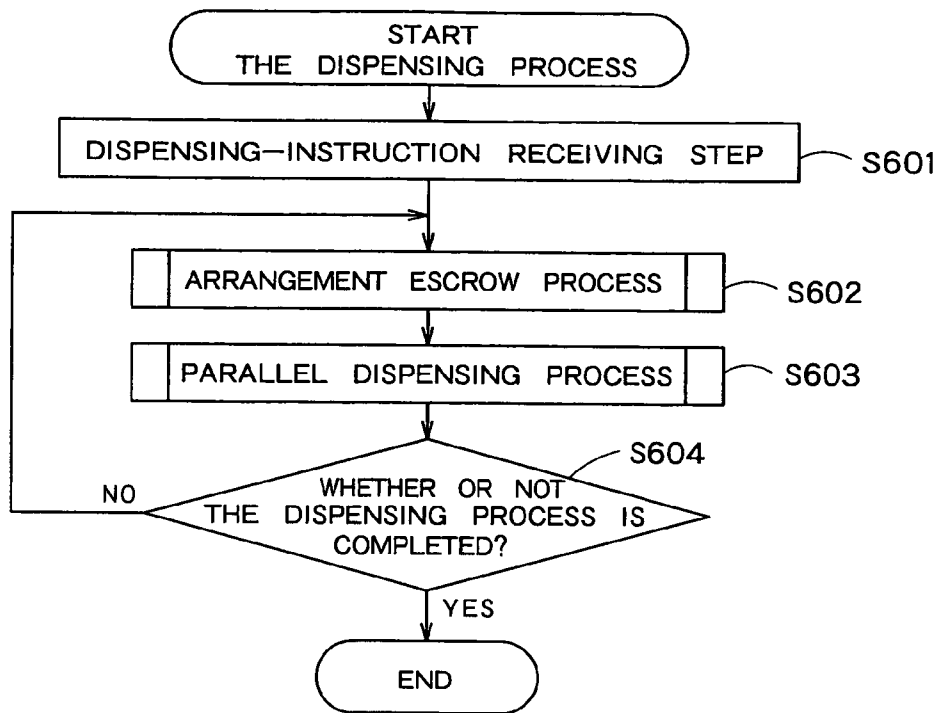 START
THE DISPENSING PROCESS
DISPENSING-INSTRUCTION RECEIVING STEP
S601
ARRANGEMENT ESCROW PROCESS
S602
PARALLEL DISPENSING PROCESS
S603
S604
NO
WHETHER OR NOT
THE DISPENSING PROCESS IS
COMPLETED?
YES
END